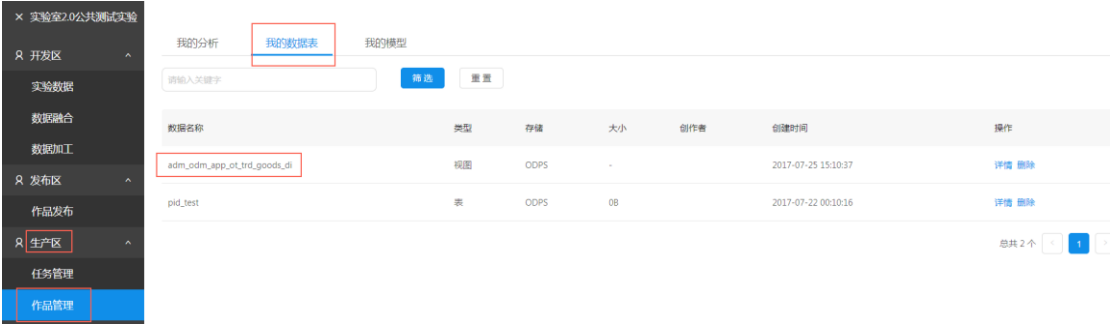 × 实验室2.0公共测试实验
开发区
实验数据
数据融合
数据加工
发布区
作品发布
生产区
任务管理
作品管理
我的分析 我的数据表 我的模型
请输入关键字 筛选 重置
数据名称 类型 存储 大小 创作者 创建时间 操作
adm_odm_app_ot_trd_goods_di 视图 ODPS - 2017-07-25 15:10:37 详情 删除
pid_test 表 ODPS 0B 2017-07-22 00:10:16 详情 删除
总共 2 个 < 1 >